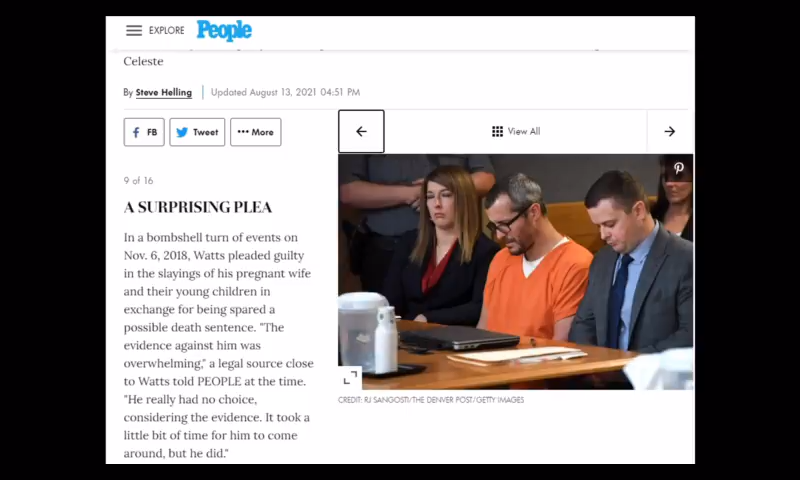 EXPLORE People
Celeste
By Steve Helling Updated August 13, 2021 04:51 PM
FB Tweet More
View All
9 of 16
A SURPRISING PLEA
In a bombshell turn of events on
Nov. 6, 2018, Watts pleaded guilty
in the slayings of his pregnant wife
and their young children in
exchange for being spared a
possible death sentence. "The
evidence against him was
overwhelming," a legal source close
to Watts told PEOPLE at the time.
"He really had no choice,
considering the evidence. It took a
little bit of time for him to come
around, but he did."
CREDIT: RJ SANGOSTI/THE DENVER POST/GETTY IMAGES